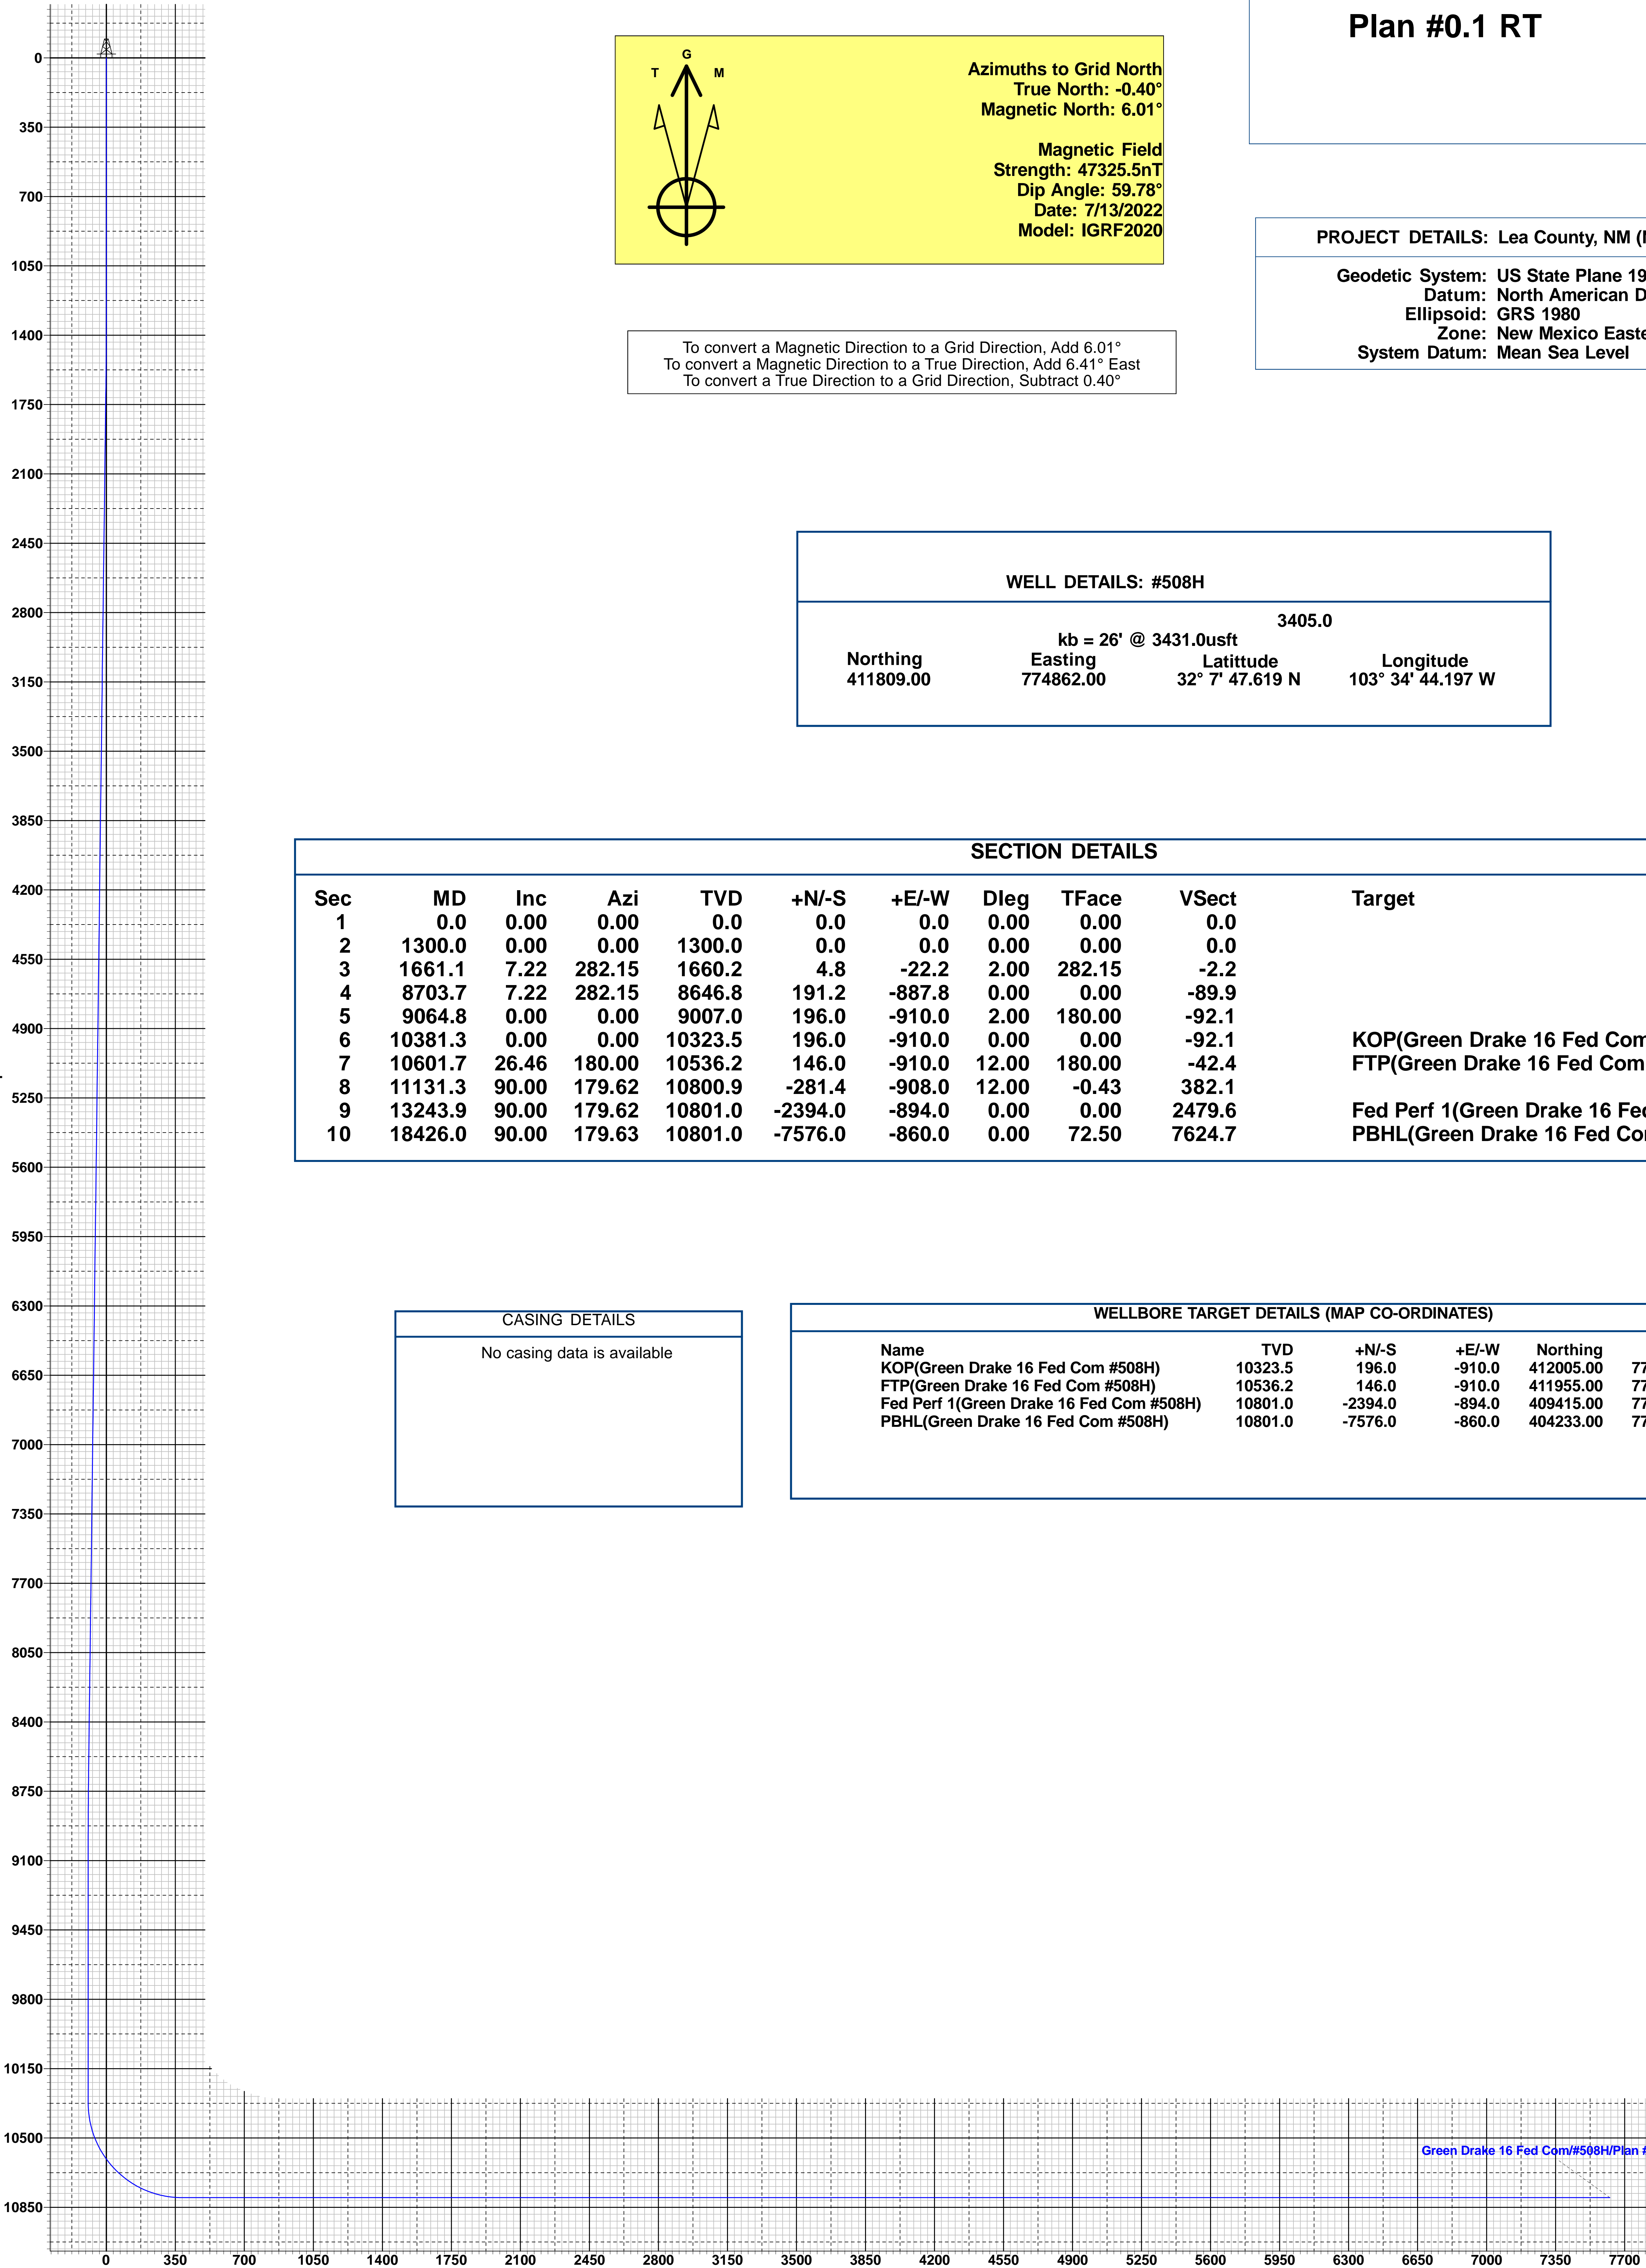 Plan #0.1 RT
G
T M
Azimuths to Grid North
True North: -0.40°
Magnetic North: 6.01°
Magnetic Field
Strength: 47325.5nT
Dip Angle: 59.78°
Date: 7/13/2022
Model: IGRF2020
PROJECT DETAILS: Lea County, NM (
Geodetic System: US State Plane 19
Datum: North American D
Ellipsoid: GRS 1980
Zone: New Mexico Easte
System Datum: Mean Sea Level
To convert a Magnetic Direction to a Grid Direction, Add 6.01°
To convert a Magnetic Direction to a True Direction, Add 6.41° East
To convert a True Direction to a Grid Direction, Subtract 0.40°
WELL DETAILS: #508H
3405.0
kb = 26' @ 3431.0usft
Northing Easting Latittude Longitude
411809.00 774862.00 32° 7' 47.619 N 103° 34' 44.197 W
SECTION DETAILS
Sec MD Inc Azi TVD +N/-S +E/-W Dleg TFace VSect Target
1 0.0 0.00 0.00 0.0 0.0 0.0 0.00 0.00 0.0
2 1300.0 0.00 0.00 1300.0 0.0 0.0 0.00 0.00 0.0
3 1661.1 7.22 282.15 1660.2 4.8 -22.2 2.00 282.15 -2.2
4 8703.7 7.22 282.15 8646.8 191.2 -887.8 0.00 0.00 -89.9
5 9064.8 0.00 0.00 9007.0 196.0 -910.0 2.00 180.00 -92.1
6 10381.3 0.00 0.00 10323.5 196.0 -910.0 0.00 0.00 -92.1 KOP(Green Drake 16 Fed Com
7 10601.7 26.46 180.00 10536.2 146.0 -910.0 12.00 180.00 -42.4 FTP(Green Drake 16 Fed Com
8 11131.3 90.00 179.62 10800.9 -281.4 -908.0 12.00 -0.43 382.1
9 13243.9 90.00 179.62 10801.0 -2394.0 -894.0 0.00 0.00 2479.6 Fed Perf 1(Green Drake 16 Fed
10 18426.0 90.00 179.63 10801.0 -7576.0 -860.0 0.00 72.50 7624.7 PBHL(Green Drake 16 Fed Co
CASING DETAILS
No casing data is available
WELLBORE TARGET DETAILS (MAP CO-ORDINATES)
Name TVD +N/-S +E/-W Northing
KOP(Green Drake 16 Fed Com #508H) 10323.5 196.0 -910.0 412005.00 77
FTP(Green Drake 16 Fed Com #508H) 10536.2 146.0 -910.0 411955.00 77
Fed Perf 1(Green Drake 16 Fed Com #508H) 10801.0 -2394.0 -894.0 409415.00 77
PBHL(Green Drake 16 Fed Com #508H) 10801.0 -7576.0 -860.0 404233.00 77
0
350
700
1050
1400
1750
2100
2450
2800
3150
3500
3850
4200
4550
4900
5250
5600
5950
6300
6650
7000
7350
7700
8050
8400
8750
9100
9450
9800
10150
10500
10850
Green Drake 16 Fed Com/#508H/Plan #
0 350 700 1050 1400 1750 2100 2450 2800 3150 3500 3850 4200 4550 4900 5250 5600 5950 6300 6650 7000 7350 7700